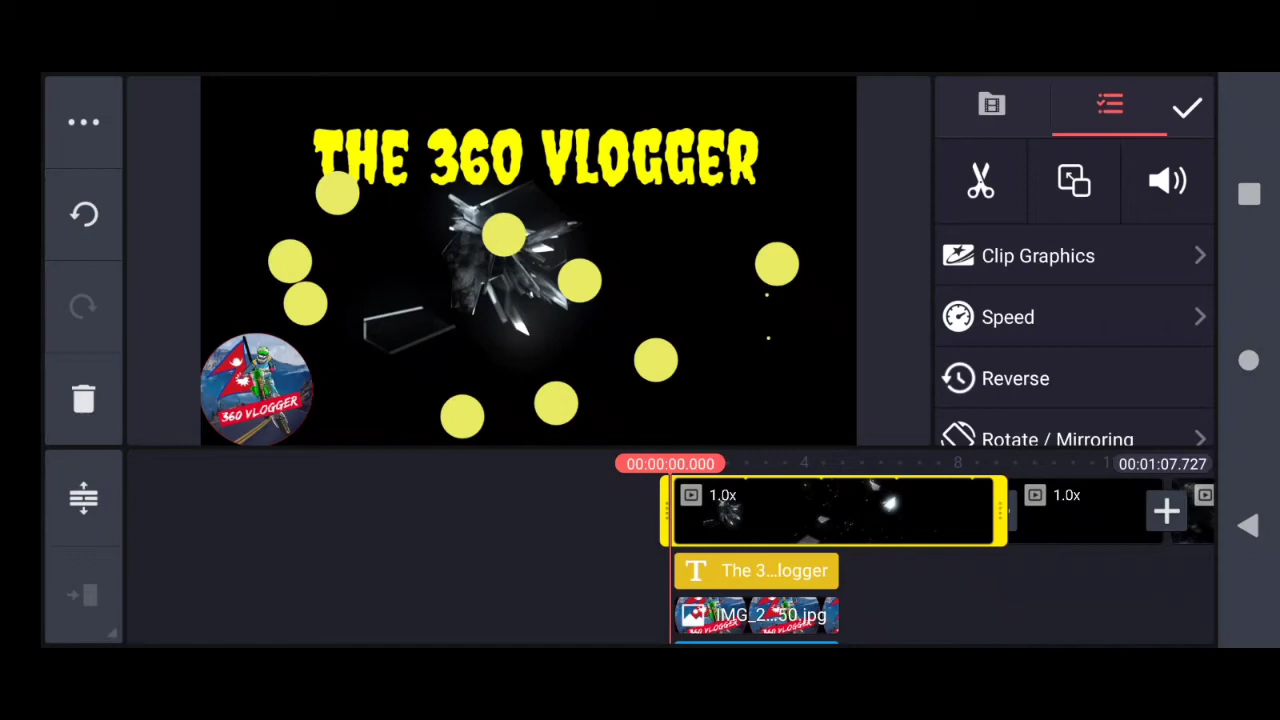 THE 360 VLOGGER
360 VLOGGER
Clip Graphics
Speed
Reverse
Rotate / Mirroring
00:00:00.000
4
8
1
00:01:07.727
1.0x
1.0x
T
The 3...logger
IMG_2...50.jpg